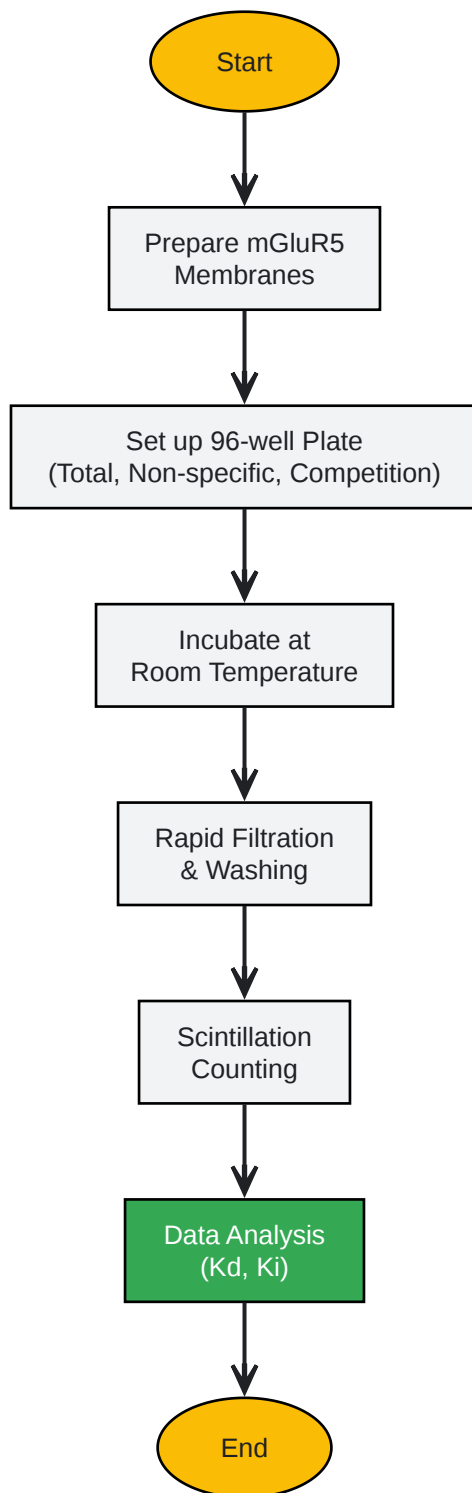 Start
Prepare mGluR5
Membranes
Set up 96-well Plate
(Total, Non-specific, Competition)
Incubate at
Room Temperature
Rapid Filtration
& Washing
Scintillation
Counting
Data Analysis
(Kd, Ki)
End